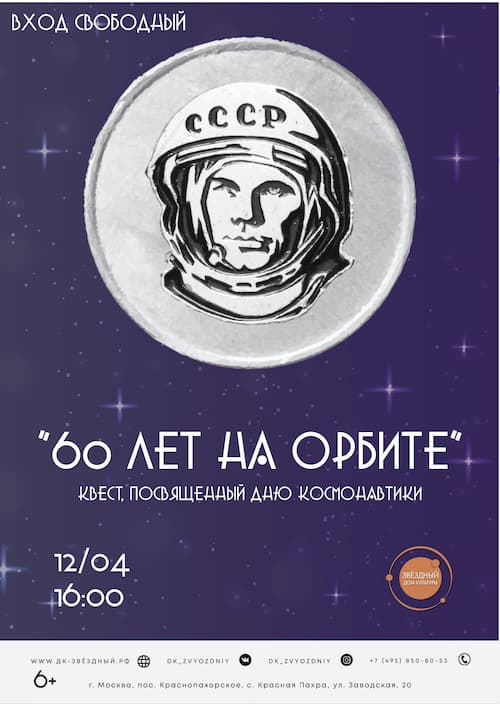 ВХОД СВОБОДНЫЙ
СССР
"60 ЛЕТ НА ОРБИТЕ"
КВЕСТ, ПОСВЯЩЕННЫЙ ДНЮ КОСМОНАВТИКИ
12/04
16:00
ЗВЁЗДНЫЙ
ДОМ КУЛЬТУРЫ
WWW.ДК-ЗВЁЗДНЫЙ.РФ DK_ZVYOZDNIY DK_ZVYOZDNIY +7 (495) 850-80-53
6+
г. Москва, пос. Краснопахорское, с. Красная Пахра, ул. Заводская, 20